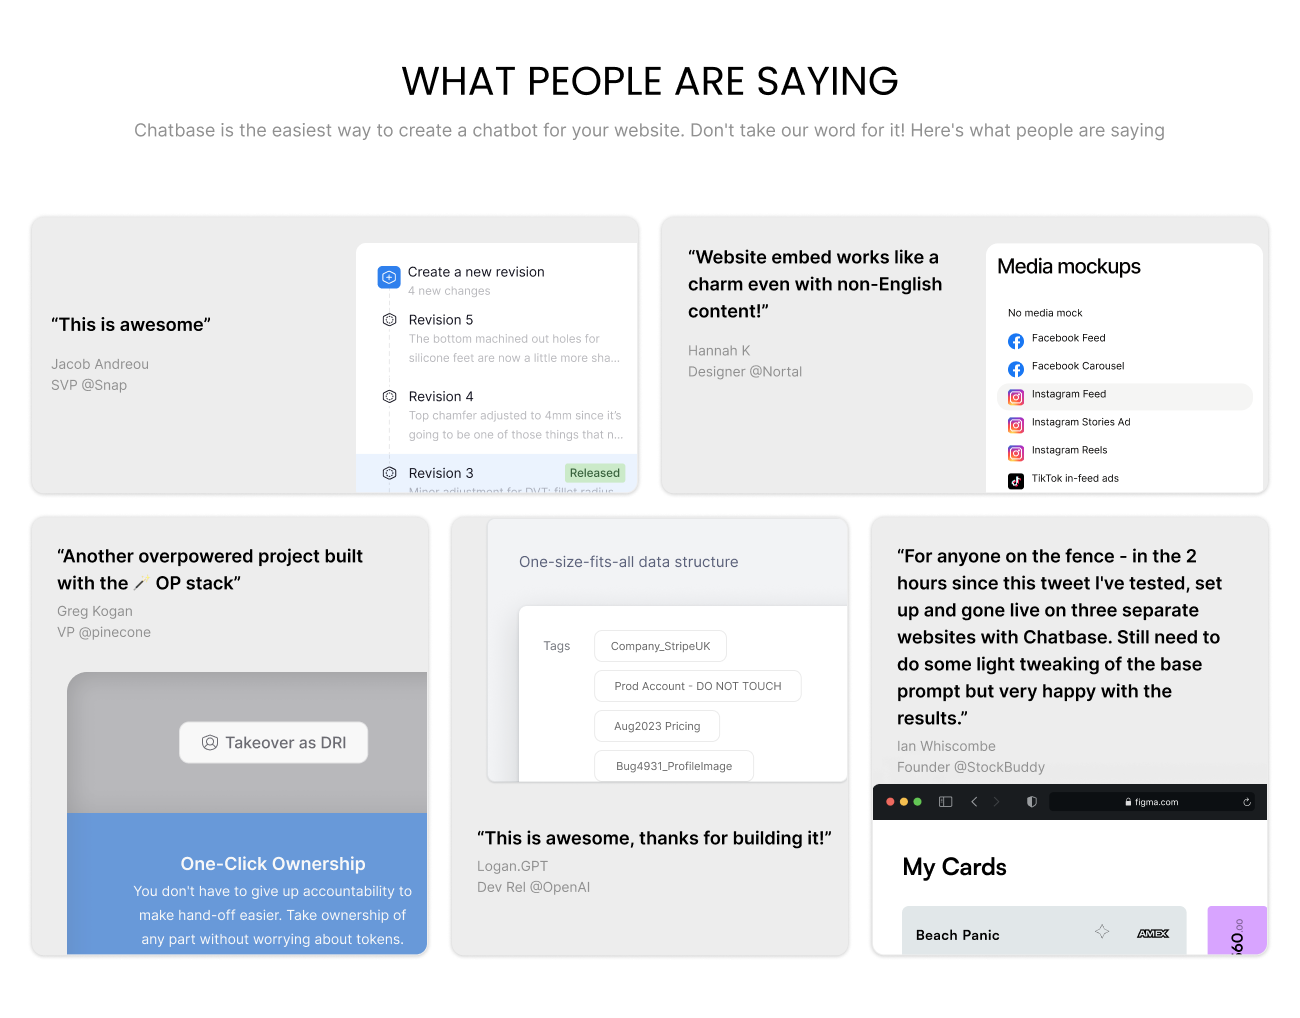 WHAT PEOPLE ARE SAYING
Chatbase is the easiest way to create a chatbot for your website. Don't take our word for it! Here's what people are saying
“This is awesome”
Jacob Andreou
SVP @Snap
Create a new revision
4 new changes
Revision 5
The bottom machined out holes for
silicone feet are now a little more sha...
Revision 4
Top chamfer adjusted to 4mm since it's
going to be one of those things that n...
Revision 3
Released
Minor adjustment for DVT: fillet radius
“Website embed works like a
charm even with non-English
content!”
Hannah K
Designer @Nortal
Media mockups
No media mock
Facebook Feed
Facebook Carousel
Instagram Feed
Instagram Stories Ad
Instagram Reels
TikTok in-feed ads
“Another overpowered project built
with the 🪄 OP stack”
Greg Kogan
VP @pinecone
Takeover as DRI
One-Click Ownership
You don't have to give up accountability to
make hand-off easier. Take ownership of
any part without worrying about tokens.
One-size-fits-all data structure
Tags
Company_StripeUK
Prod Account - DO NOT TOUCH
Aug2023 Pricing
Bug4931_ProfileImage
“This is awesome, thanks for building it!”
Logan.GPT
Dev Rel @OpenAI
“For anyone on the fence - in the 2
hours since this tweet I've tested, set
up and gone live on three separate
websites with Chatbase. Still need to
do some light tweaking of the base
prompt but very happy with the
results.”
Ian Whiscombe
Founder @StockBuddy
figma.com
My Cards
Beach Panic
AMEX